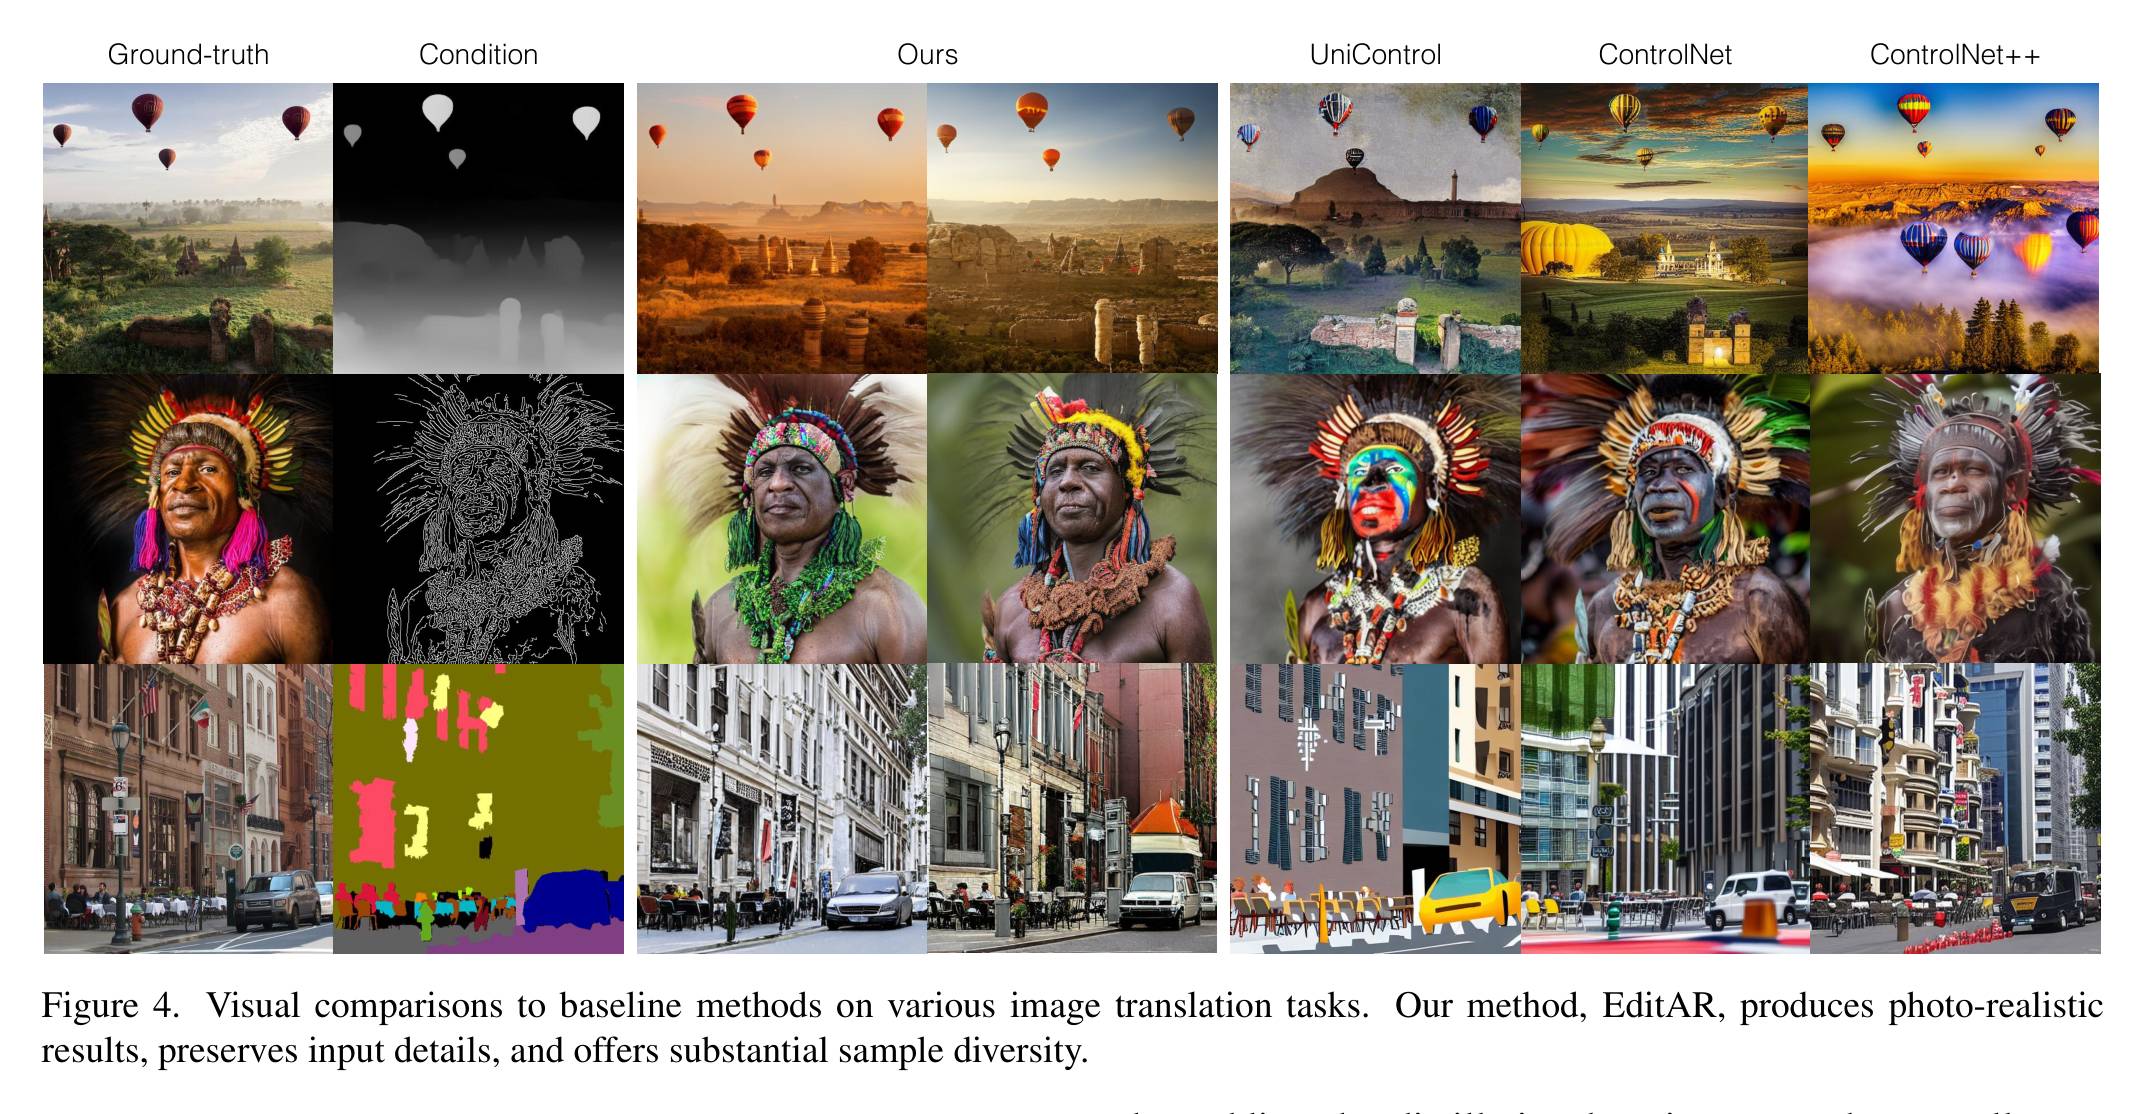 Ground-truth Condition Ours UniControl ControlNet ControlNet++
Figure 4. Visual comparisons to baseline methods on various image translation tasks. Our method, EditAR, produces photo-realistic
results, preserves input details, and offers substantial sample diversity.